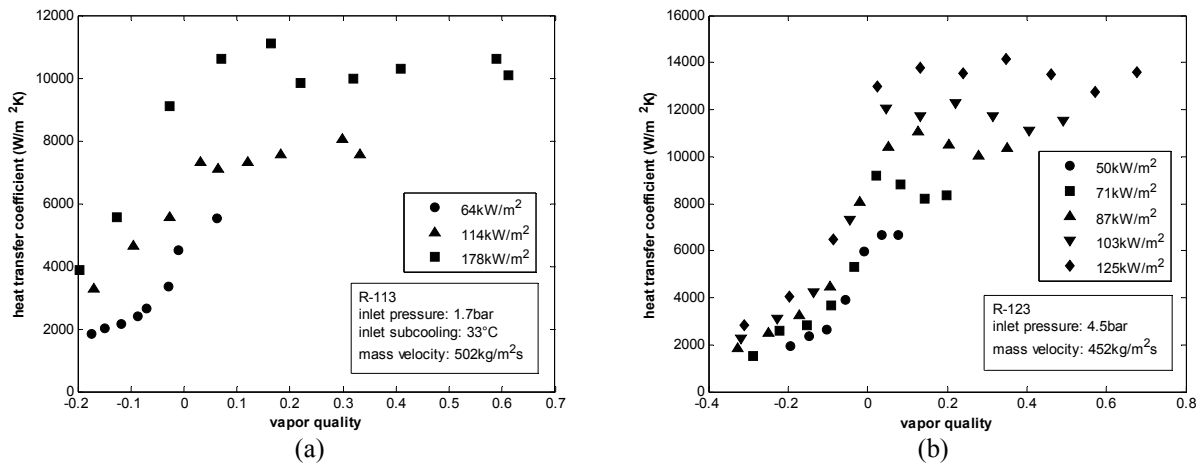 12000
10000
8000
6000
4000
2000
0
heat transfer coefficient (W/m ²K)
-0.2 -0.1 0 0.1 0.2 0.3 0.4 0.5 0.6 0.7
vapor quality
64kW/m²
114kW/m²
178kW/m²
R-113
inlet pressure: 1.7bar
inlet subcooling: 33°C
mass velocity: 502kg/m²s
(a)
16000
14000
12000
10000
8000
6000
4000
2000
0
heat transfer coefficient (W/m ²K)
-0.4 -0.2 0 0.2 0.4 0.6 0.8
vapor quality
50kW/m²
71kW/m²
87kW/m²
103kW/m²
125kW/m²
R-123
inlet pressure: 4.5bar
mass velocity: 452kg/m²s
(b)